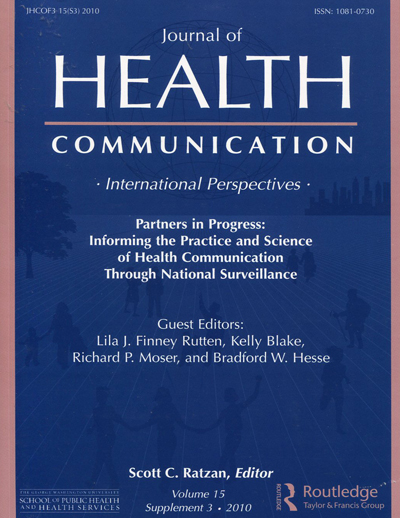 JHCOF3 15(S3) 2010
ISSN: 1081-0730
Journal of
HEALTH
COMMUNICATION
· International Perspectives ·
Partners in Progress:
Informing the Practice and Science
of Health Communication
Through National Surveillance
Guest Editors:
Lila J. Finney Rutten, Kelly Blake,
Richard P. Moser, and Bradford W. Hesse
Scott C. Ratzan, Editor
Volume 15
Supplement 3 • 2010
THE GEORGE WASHINGTON UNIVERSITY
SCHOOL OF PUBLIC HEALTH
AND HEALTH SERVICES
ROUTLEDGE
Routledge
Taylor & Francis Group